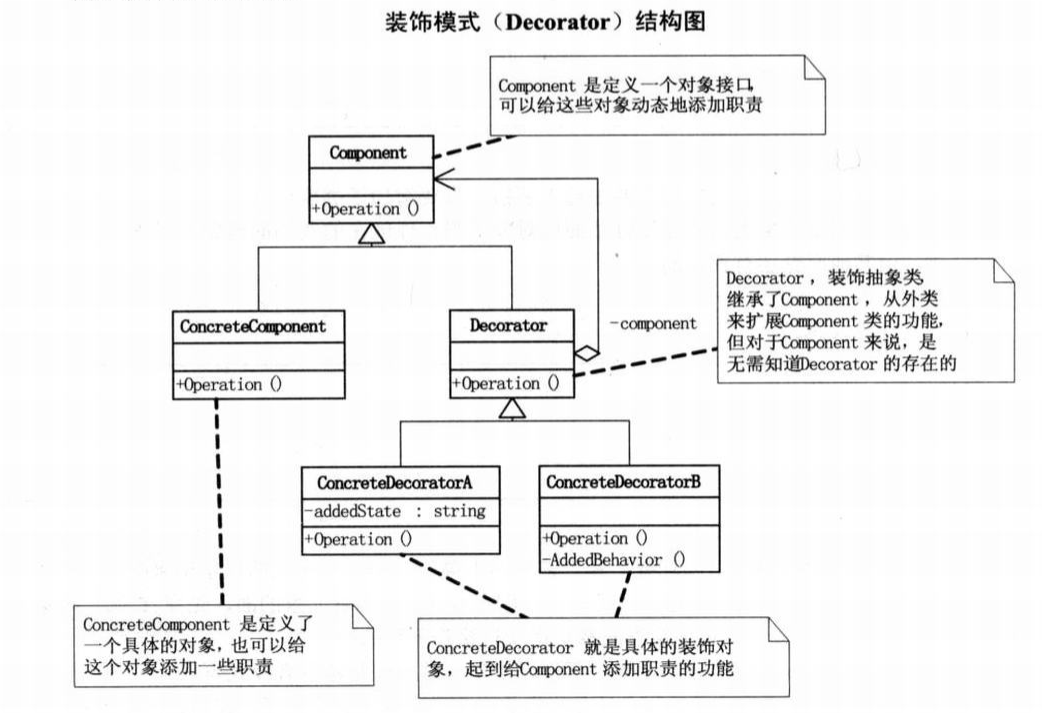 装饰模式（Decorator）结构图
Component 是定义一个对象接口，
可以给这些对象动态地添加职责
Component
+Operation()
Decorator，装饰抽象类，
继承了Component，从外类
来扩展Component 类的功能，
但对于Component 来说，是
无需知道Decorator 的存在的
ConcreteComponent
+Operation()
Decorator
+Operation()
-component
ConcreteDecoratorA
-addedState : string
+Operation()
ConcreteDecoratorB
+Operation()
-AddedBehavior()
ConcreteComponent 是定义了
一个具体的对象，也可以给
这个对象添加一些职责
ConcreteDecorator 就是具体的装饰对
象，起到给Component 添加职责的功能